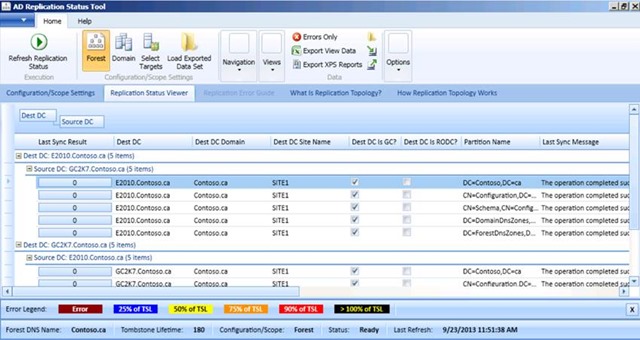 AD Replication Status Tool
Home Help
Refresh Replication Status
Forest
Domain
Select Targets
Load Exported Data Set
Navigation
Views
Errors Only
Export View Data
Export XPS Reports
Options
Execution
Configuration/Scope Settings
Data
Configuration/Scope Settings Replication Status Viewer Replication Error Guide What Is Replication Topology? How Replication Topology Works
Dest DC
Source DC
Last Sync Result Dest DC Dest DC Domain Dest DC Site Name Dest DC Is GC? Dest DC Is RODC? Partition Name Last Sync Message
Dest DC: E2010.Contoso.ca (5 items)
Source DC: GC2K7.Contoso.ca (5 items)
0 E2010.Contoso.ca Contoso.ca SITE1 DC=Contoso,DC=ca The operation completed suc
0 E2010.Contoso.ca Contoso.ca SITE1 CN=Configuration,DC=... The operation completed suc
0 E2010.Contoso.ca Contoso.ca SITE1 CN=Schema,CN=Config... The operation completed suc
0 E2010.Contoso.ca Contoso.ca SITE1 DC=DomainDnsZones,... The operation completed suc
0 E2010.Contoso.ca Contoso.ca SITE1 DC=ForestDnsZones,D... The operation completed suc
Dest DC: GC2K7.Contoso.ca (5 items)
Source DC: E2010.Contoso.ca (5 items)
0 GC2K7.Contoso.ca Contoso.ca SITE1 DC=Contoso,DC=ca The operation completed suc
0 GC2K7.Contoso.ca Contoso.ca SITE1 CN=Configuration,DC=... The operation completed suc
Error Legend: Error 25% of TSL 50% of TSL 75% of TSL 90% of TSL > 100% of TSL X
Forest DNS Name: Contoso.ca Tombstone Lifetime: 180 Configuration/Scope: Forest Status: Ready Last Refresh: 9/23/2013 11:51:38 AM